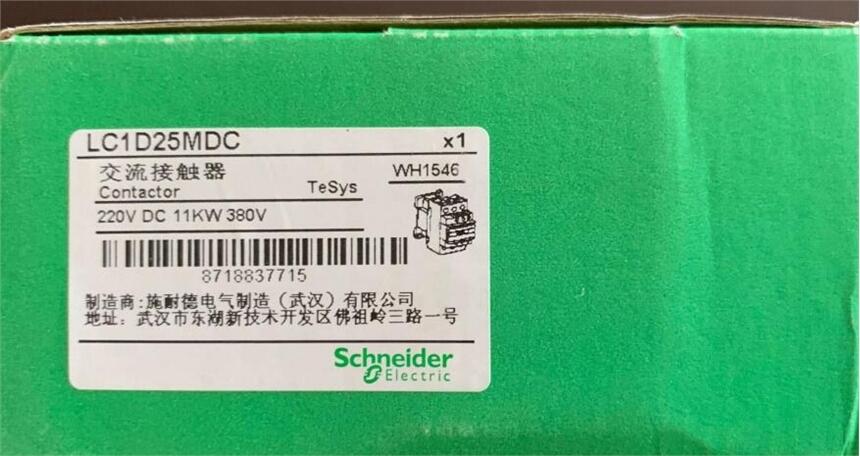 LC1D25MDC x1
交流接触器 WH1546
Contactor TeSys
220V DC 11KW 380V
8718837715
制造商:施耐德电气制造（武汉）有限公司
地址: 武汉市东湖新技术开发区佛祖岭三路一号
Schneider
Electric